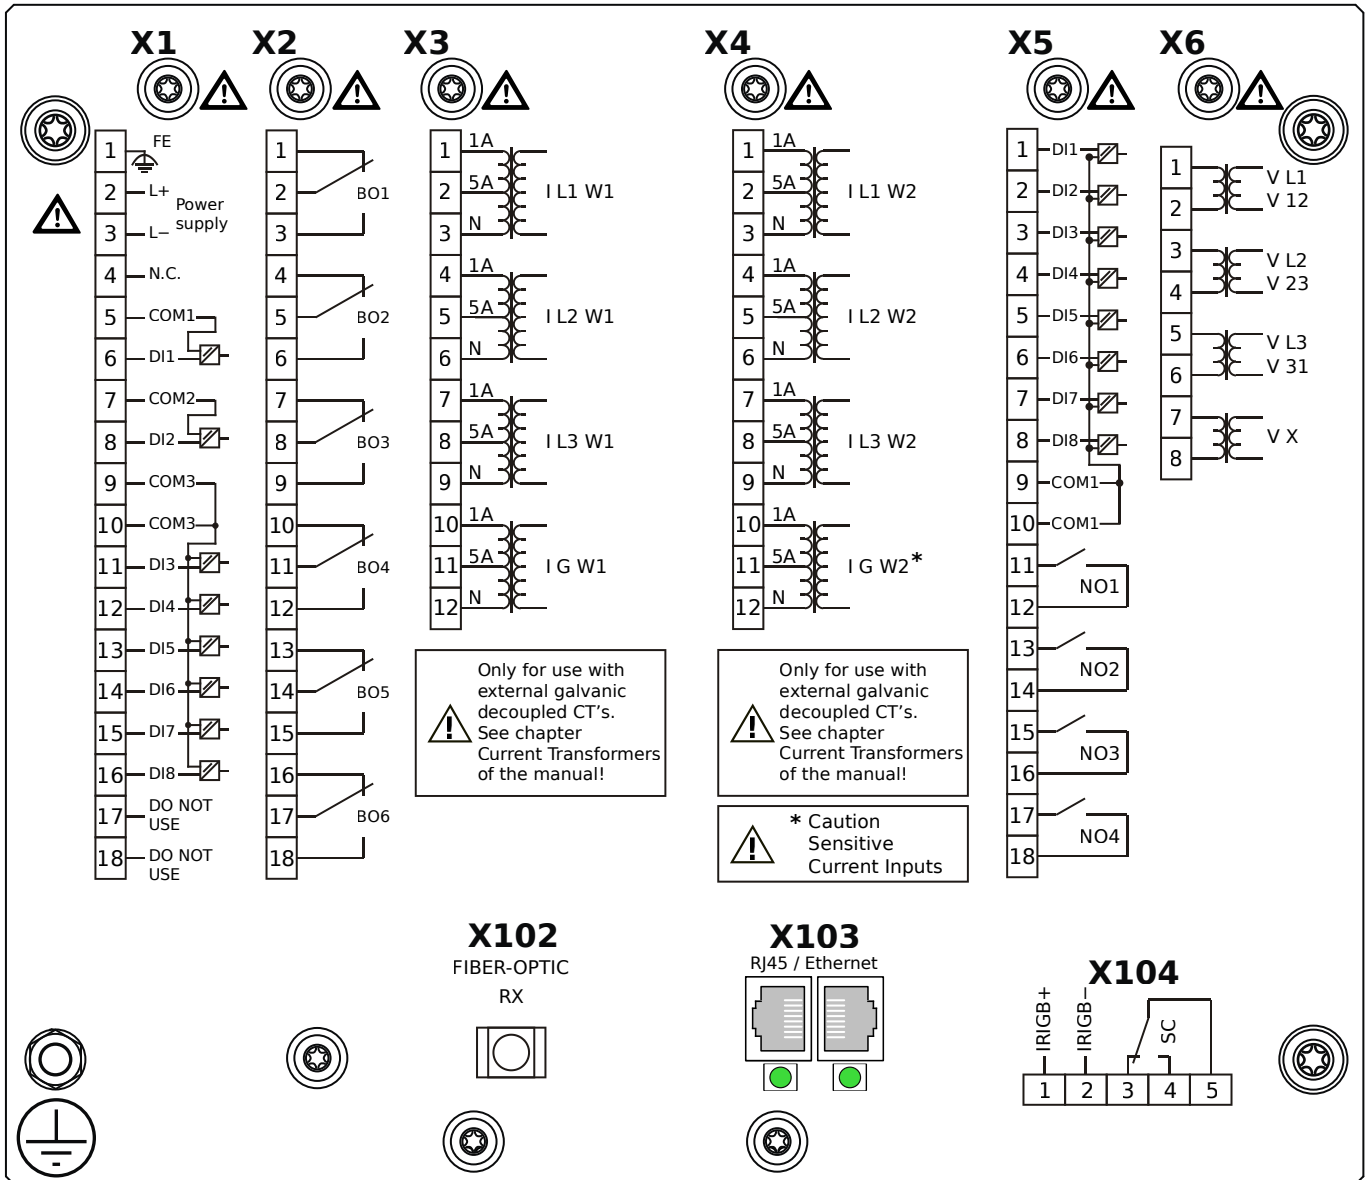 X1
1 FE
2 L+
Power
supply
3 L−
4 N.C.
5 COM1
6 DI1
7 COM2
8 DI2
9 COM3
10 COM3
11 DI3
12 DI4
13 DI5
14 DI6
15 DI7
16 DI8
17 DO NOT
USE
18 DO NOT
USE
X2
1
2 BO1
3
4
5 BO2
6
7
8 BO3
9
10
11 BO4
12
13
14 BO5
15
16
17 BO6
18
X3
1 1A
2 5A I L1 W1
3 N
4 1A
5 5A I L2 W1
6 N
7 1A
8 5A I L3 W1
9 N
10 1A
11 5A I G W1
12 N
Only for use with
external galvanic
decoupled CT's.
See chapter
Current Transformers
of the manual!
X4
1 1A
2 5A I L1 W2
3 N
4 1A
5 5A I L2 W2
6 N
7 1A
8 5A I L3 W2
9 N
10 1A
11 5A I G W2*
12 N
Only for use with
external galvanic
decoupled CT's.
See chapter
Current Transformers
of the manual!
* Caution
Sensitive
Current Inputs
X5
1 DI1
2 DI2
3 DI3
4 DI4
5 DI5
6 DI6
7 DI7
8 DI8
9 COM1
10 COM1
11
NO1
12
13
NO2
14
15
NO3
16
17
NO4
18
X6
1
V L1
V 12
2
3
V L2
V 23
4
5
V L3
V 31
6
7
V X
8
X102
FIBER-OPTIC
RX
X103
RJ45 / Ethernet
X104
IRIGB+
IRIGB−
SC
1 2 3 4 5